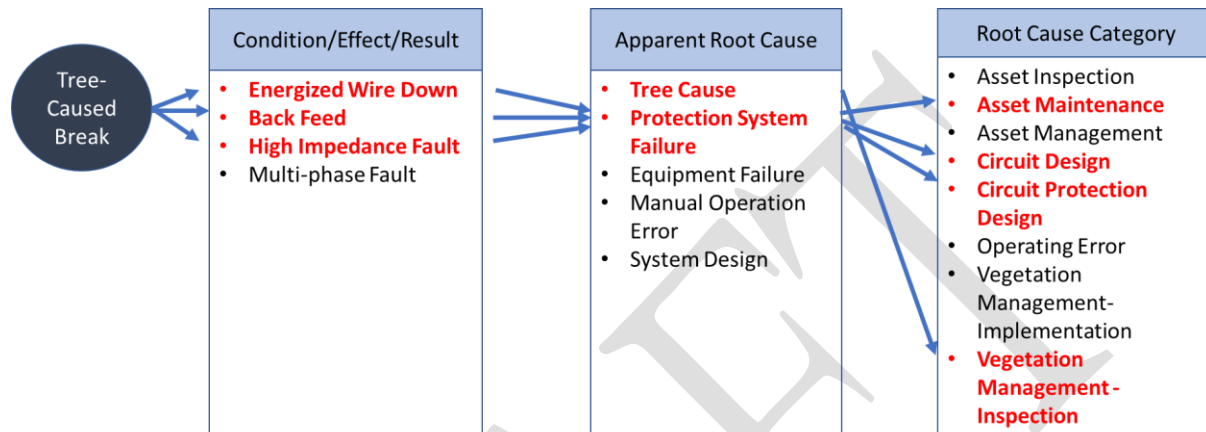 Tree-
Caused
Break
Condition/Effect/Result
• Energized Wire Down
• Back Feed
• High Impedance Fault
• Multi-phase Fault
Apparent Root Cause
• Tree Cause
• Protection System
Failure
• Equipment Failure
• Manual Operation
Error
• System Design
Root Cause Category
• Asset Inspection
• Asset Maintenance
• Asset Management
• Circuit Design
• Circuit Protection
Design
• Operating Error
• Vegetation
Management-
Implementation
• Vegetation
Management -
Inspection